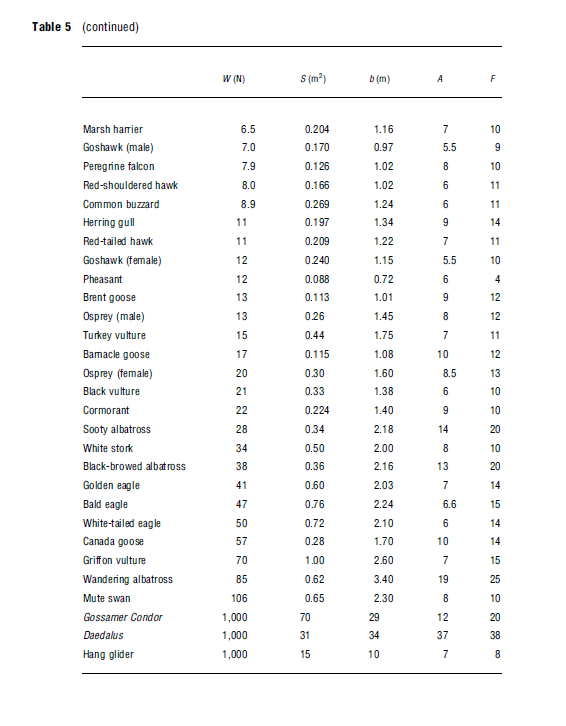 Table 5 (continued)
W (N) S (m²) b (m) A F
Marsh harrier 6.5 0.204 1.16 7 10
Goshawk (male) 7.0 0.170 0.97 5.5 9
Peregrine falcon 7.9 0.126 1.02 8 10
Red-shouldered hawk 8.0 0.166 1.02 6 11
Common buzzard 8.9 0.269 1.24 6 11
Herring gull 11 0.197 1.34 9 14
Red-tailed hawk 11 0.209 1.22 7 11
Goshawk (female) 12 0.240 1.15 5.5 10
Pheasant 12 0.088 0.72 6 4
Brent goose 13 0.113 1.01 9 12
Osprey (male) 13 0.26 1.45 8 12
Turkey vulture 15 0.44 1.75 7 11
Barnacle goose 17 0.115 1.08 10 12
Osprey (female) 20 0.30 1.60 8.5 13
Black vulture 21 0.33 1.38 6 10
Cormorant 22 0.224 1.40 9 10
Sooty albatross 28 0.34 2.18 14 20
White stork 34 0.50 2.00 8 10
Black-browed albatross 38 0.36 2.16 13 20
Golden eagle 41 0.60 2.03 7 14
Bald eagle 47 0.76 2.24 6.6 15
White-tailed eagle 50 0.72 2.10 6 14
Canada goose 57 0.28 1.70 10 14
Griffon vulture 70 1.00 2.60 7 15
Wandering albatross 85 0.62 3.40 19 25
Mute swan 106 0.65 2.30 8 10
Gossamer Condor 1,000 70 29 12 20
Daedalus 1,000 31 34 37 38
Hang glider 1,000 15 10 7 8